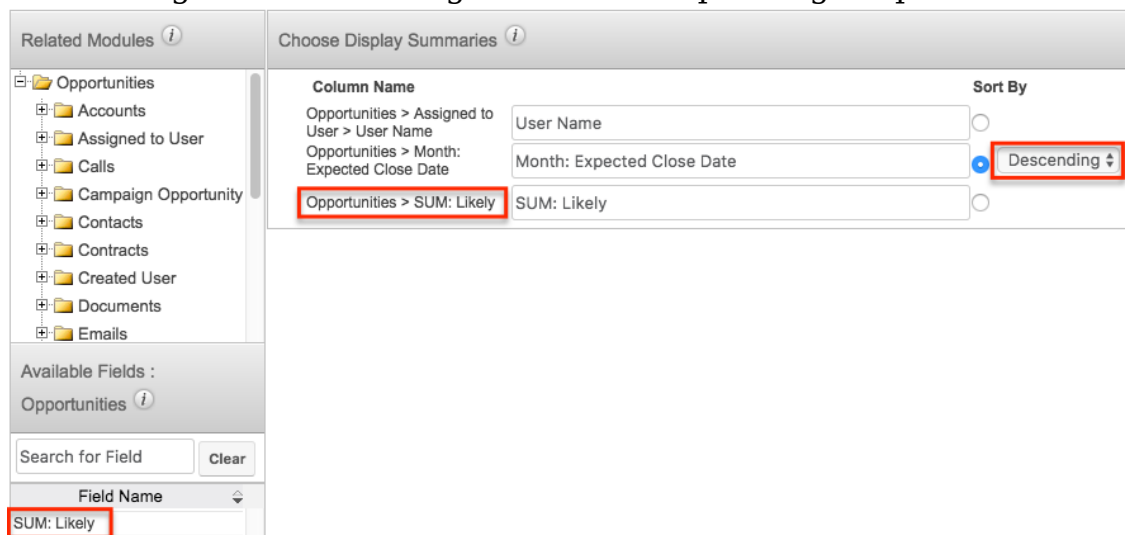 Related Modules i
Choose Display Summaries i
Opportunities
Accounts
Assigned to User
Calls
Campaign Opportunity
Contacts
Contracts
Created User
Documents
Emails
Column Name
Sort By
Opportunities > Assigned to
User > User Name
User Name
Opportunities > Month:
Expected Close Date
Month: Expected Close Date
Descending
Opportunities > SUM: Likely
SUM: Likely
Available Fields :
Opportunities i
Search for Field
Clear
Field Name
SUM: Likely